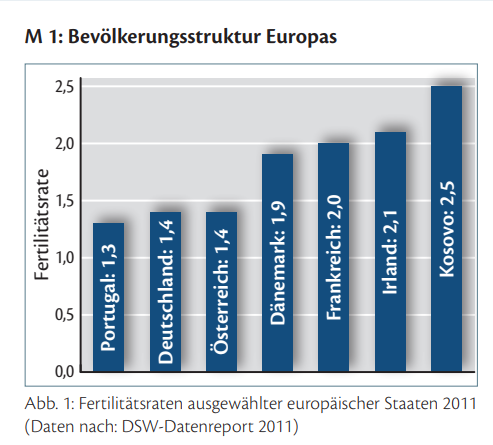 M 1: Bevölkerungsstruktur Europas
2,5
2,0
1,5
1,0
0,5
0,0
Fertilitätsrate
Portugal: 1,3
Deutschland: 1,4
Österreich: 1,4
Dänemark: 1,9
Frankreich: 2,0
Irland: 2,1
Kosovo: 2,5
Abb. 1: Fertilitätsraten ausgewählter europäischer Staaten 2011
(Daten nach: DSW-Datenreport 2011)